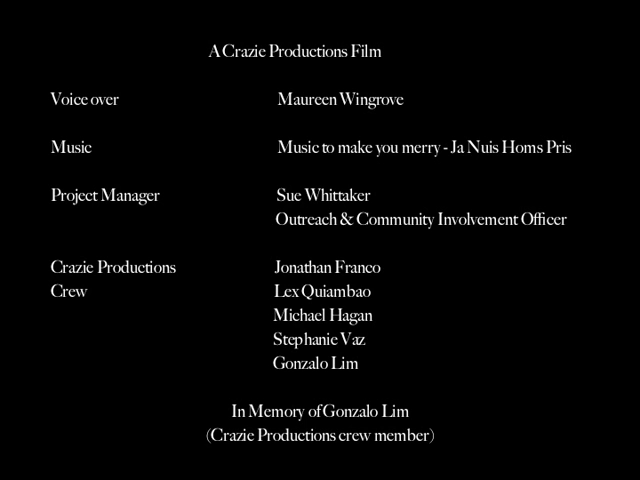 A Crazie Productions Film
Voice over Maureen Wingrove
Music Music to make you merry - Ja Nuis Homs Pris
Project Manager Sue Whittaker
Outreach & Community Involvement Officer
Crazie Productions Jonathan Franco
Crew Lex Quiambao
Michael Hagan
Stephanie Vaz
Gonzalo Lim
In Memory of Gonzalo Lim
(Crazie Productions crew member)